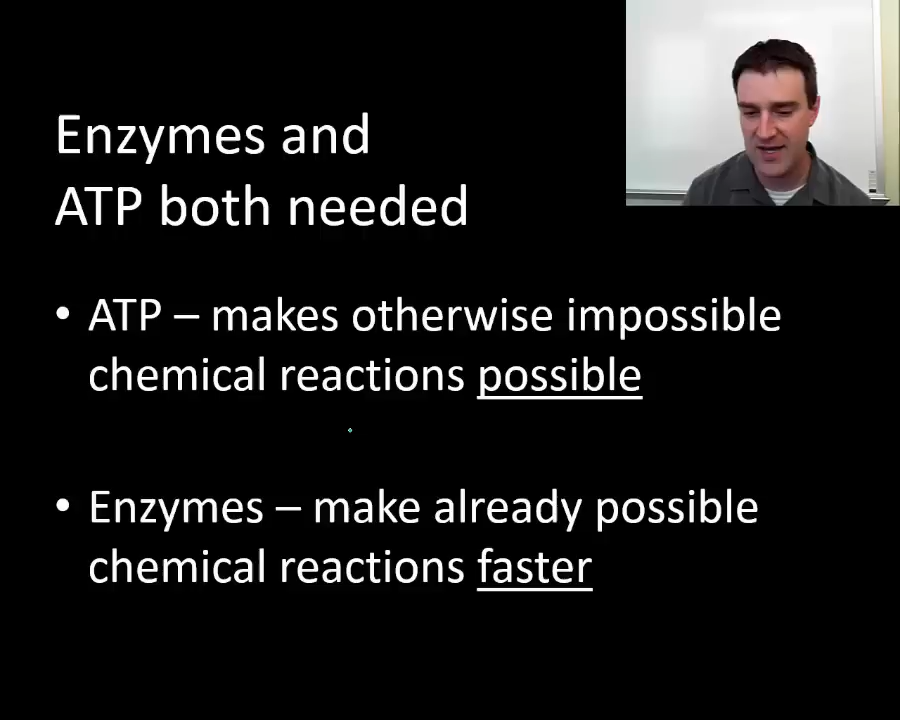 Enzymes and
ATP both needed
• ATP – makes otherwise impossible
chemical reactions possible
• Enzymes – make already possible
chemical reactions faster